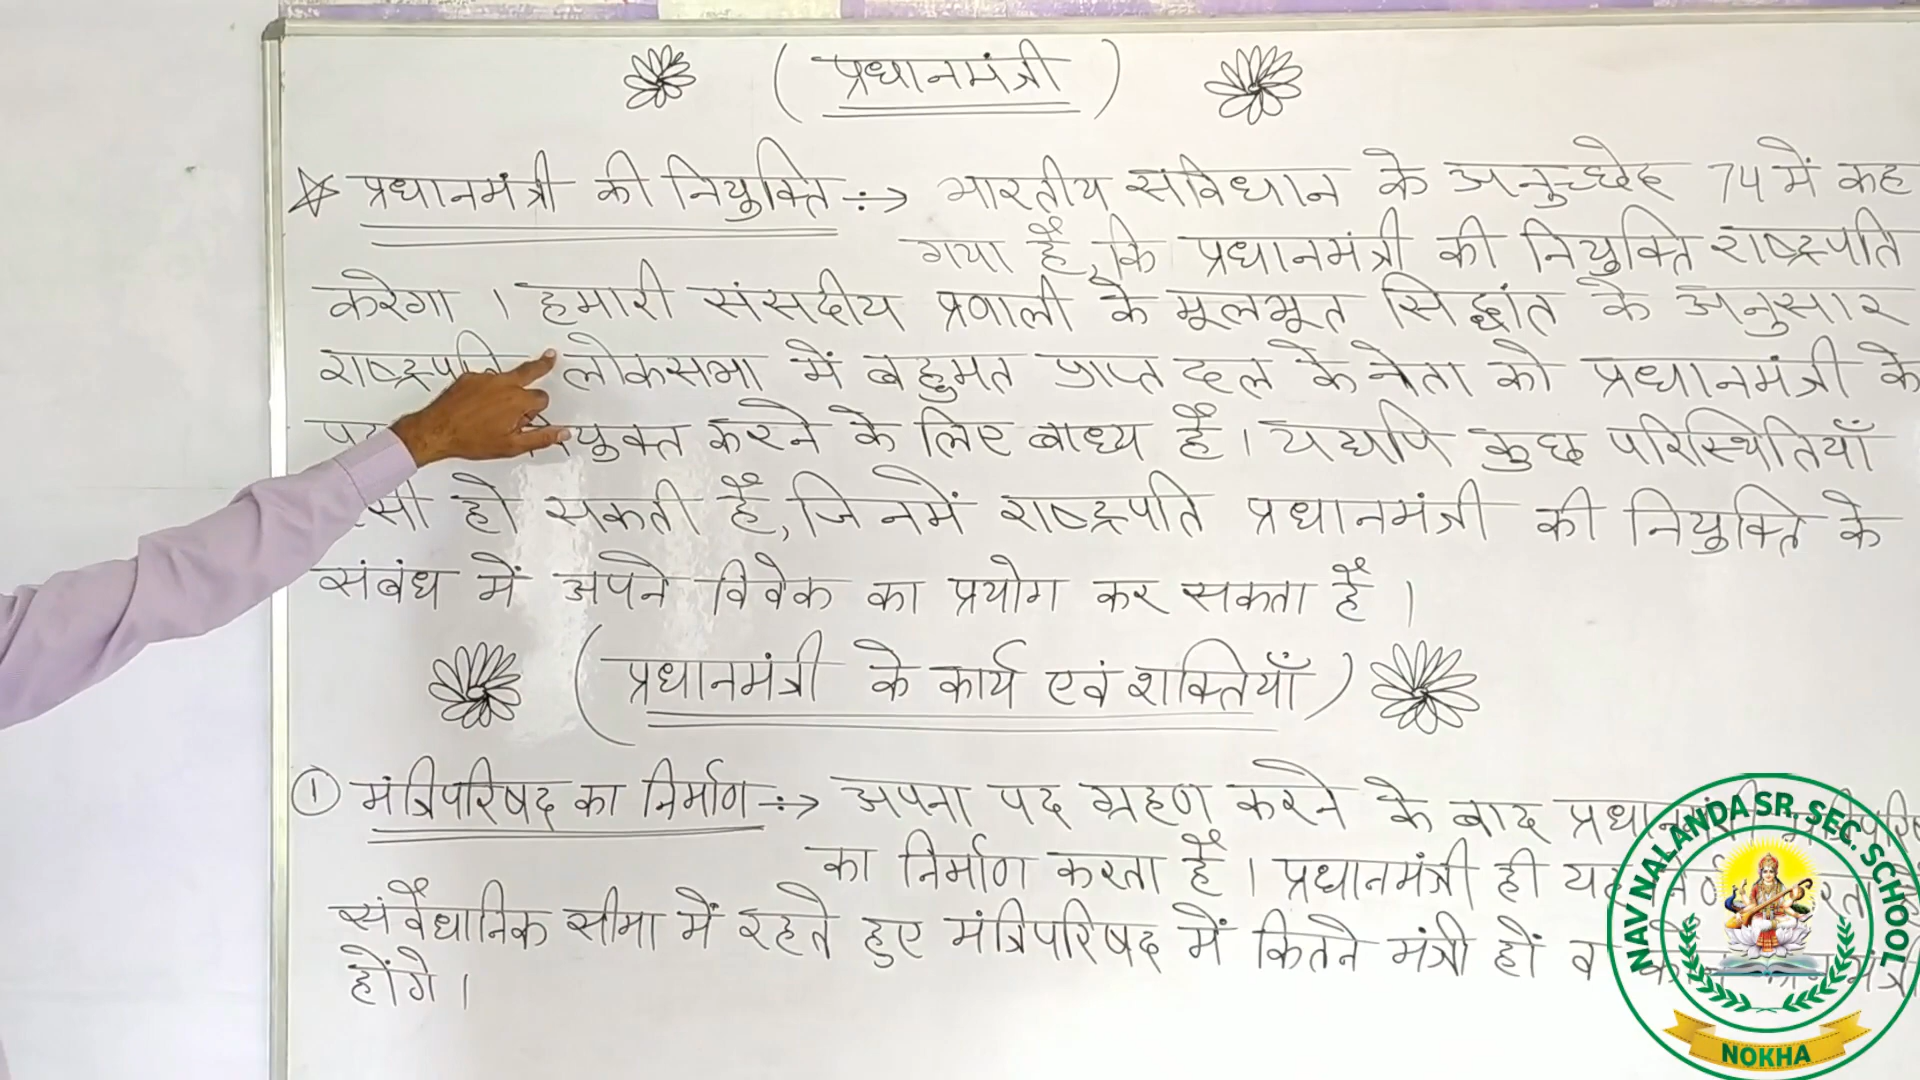 ( प्रधानमंत्री )
प्रधानमंत्री की नियुक्ति :-> भारतीय संविधान के अनुच्छेद 74 में कह
गया है, कि प्रधानमंत्री की नियुक्ति राष्ट्रपति
करेगा । हमारी संसदीय प्रणाली के मूलभूत सिद्धांत के अनुसार
राष्ट्रपति लोकसभा में बहुमत प्राप्त दल के नेता को प्रधानमंत्री के
नियुक्त करने के लिए बाध्य है । यद्यपि कुछ परिस्थितियाँ
हो सकती है, जिनमें राष्ट्रपति प्रधानमंत्री की नियुक्ति के
संबंध में अपने विवेक का प्रयोग कर सकता है ।
( प्रधानमंत्री के कार्य एवं शक्तियाँ )
① मंत्रिपरिषद का निर्माण :-> अपना पद ग्रहण करने के बाद
का निर्माण करता है । प्रधानमंत्री ही
संवैधानिक सीमा में रहते हुए मंत्रिपरिषद में कितने मंत्री हों व
होंगे ।
NAV NALANDA SR. SEC. SCHOOL
NOKHA